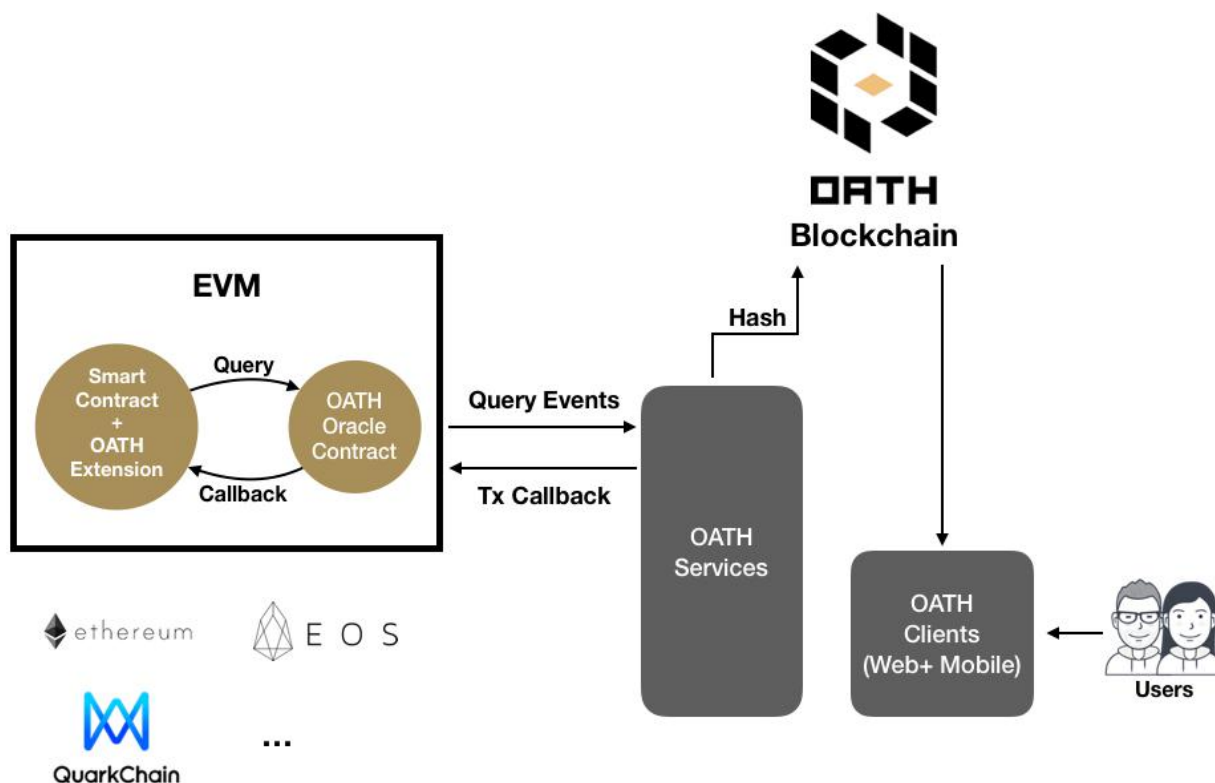 OATH
Blockchain
EVM
Hash
Query
Smart
Contract
+
OATH
Extension
OATH
Oracle
Contract
Callback
Query Events
Tx Callback
OATH
Services
OATH
Clients
(Web+ Mobile)
Users
ethereum
EOS
QuarkChain
...